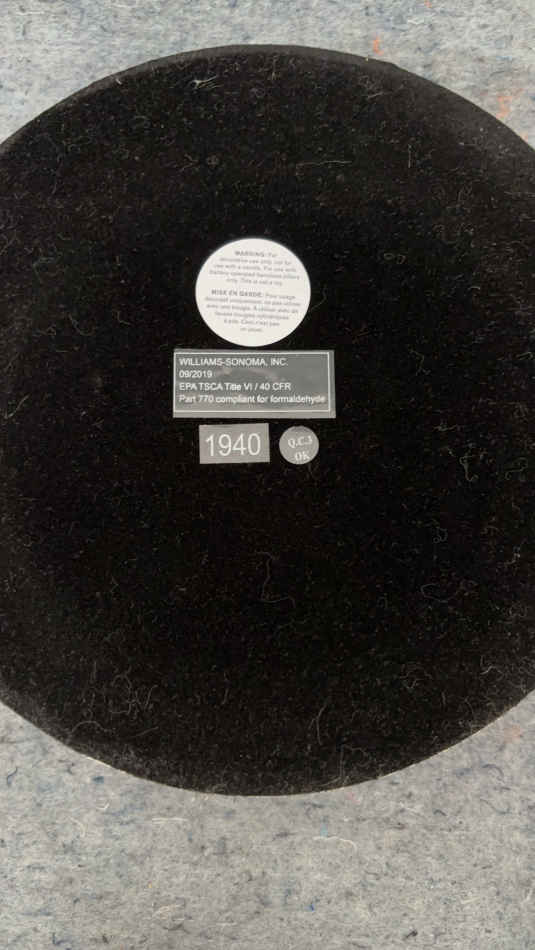 WARNING: For
decorative use only, not for
use with a candle. For use with
battery operated flameless pillars
only. This is not a toy.
MISE EN GARDE: Pour usage
décoratif uniquement, ne pas utiliser
avec une bougie. À utiliser avec de
fausses bougies cylindriques
à pile. Ceci n'est pas
un jouet.
WILLIAMS-SONOMA, INC.
09/2019
EPA TSCA Title VI / 40 CFR
Part 770 compliant for formaldehyde
1940
Q.C.3
OK